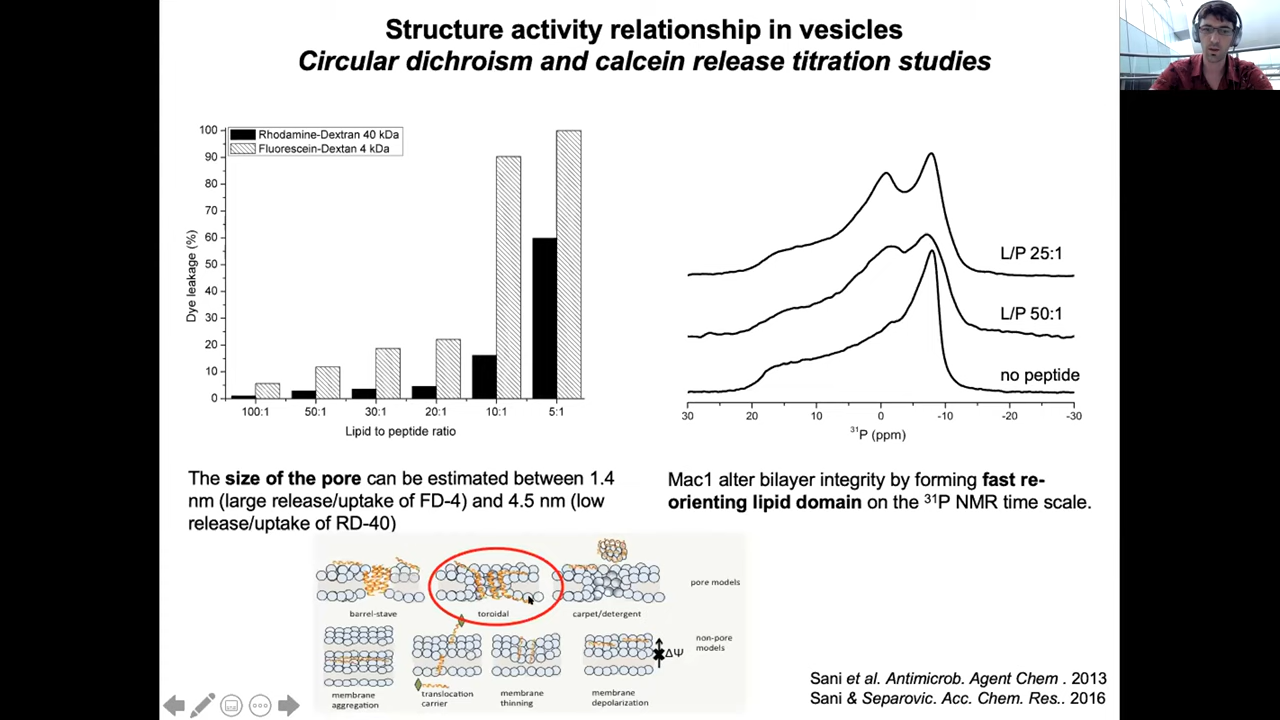 Structure activity relationship in vesicles
Circular dichroism and calcein release titration studies
Rhodamine-Dextran 40 kDa
Fluorescein-Dextan 4 kDa
100
90
80
70
60
50
40
30
20
10
0
Dye leakage (%)
100:1 50:1 30:1 20:1 10:1 5:1
Lipid to peptide ratio
L/P 25:1
L/P 50:1
no peptide
30 20 10 0 -10 -20 -30
31P (ppm)
The size of the pore can be estimated between 1.4
nm (large release/uptake of FD-4) and 4.5 nm (low
release/uptake of RD-40)
Mac1 alter bilayer integrity by forming fast re-
orienting lipid domain on the 31P NMR time scale.
pore models
barrel-stave toroidal carpet/detergent
non-pore
models
ΔΨ
membrane
aggregation
translocation
carrier
membrane
thinning
membrane
depolarization
Sani et al. Antimicrob. Agent Chem . 2013
Sani & Separovic. Acc. Chem. Res.. 2016